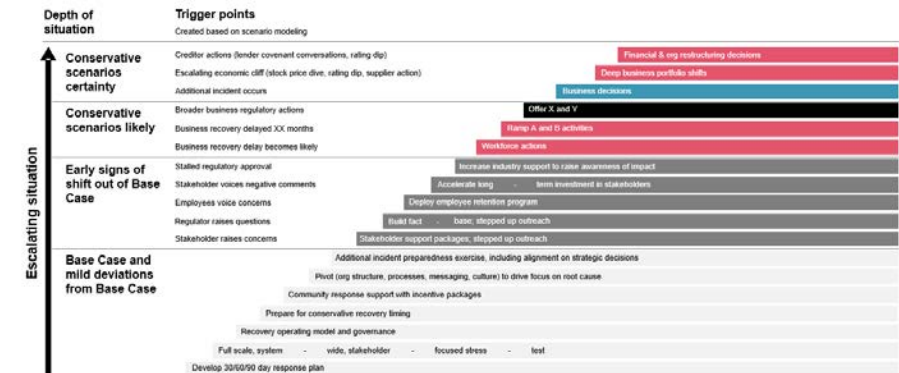 Depth of situation
Trigger points
Created based on scenario modeling
Escalating situation
Conservative scenarios certainty
Creditor actions (lender covenant conversations, rating dip)
Financial & org restructuring decisions
Escalating economic cliff (stock price dive, rating dip, supplier action)
Deep business portfolio shifts
Additional incident occurs
Business decisions
Conservative scenarios likely
Broader business regulatory actions
Offer X and Y
Business recovery delayed XX months
Ramp A and B activities
Business recovery delay becomes likely
Workforce actions
Early signs of shift out of Base Case
Stalled regulatory approval
Increase industry support to raise awareness of impact
Stakeholder voices negative comments
Accelerate long - term investment in stakeholders
Employees voice concerns
Deploy employee retention program
Regulator raises questions
Build fact - base; stepped up outreach
Stakeholder raises concerns
Stakeholder support packages; stepped up outreach
Base Case and mild deviations from Base Case
Additional incident preparedness exercise, including alignment on strategic decisions
Pivot (org structure, processes, messaging, culture) to drive focus on root cause
Community response support with incentive packages
Prepare for conservative recovery timing
Recovery operating model and governance
Full scale, system - wide, stakeholder - focused stress - test
Develop 30/60/90 day response plan